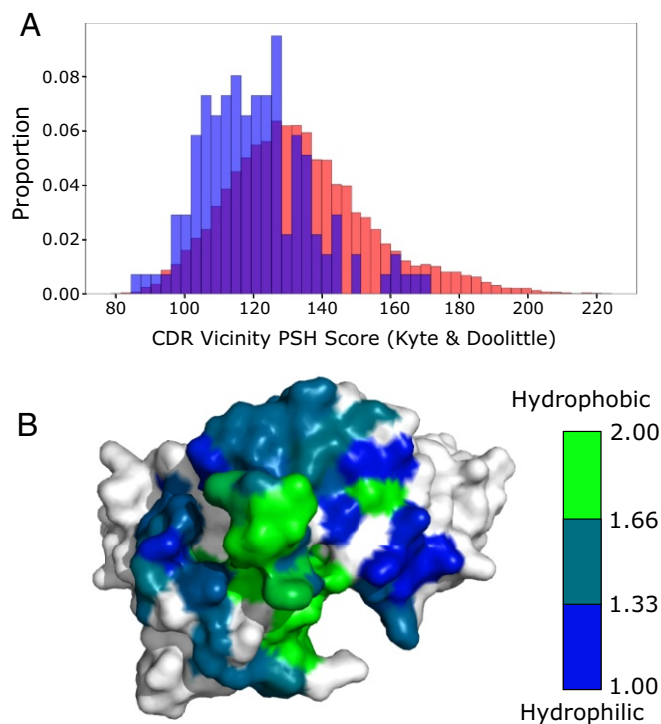 A
Proportion
0.08
0.06
0.04
0.02
0.00
80 100 120 140 160 180 200 220
CDR Vicinity PSH Score (Kyte & Doolittle)
B
Hydrophobic
2.00
1.66
1.33
1.00
Hydrophilic